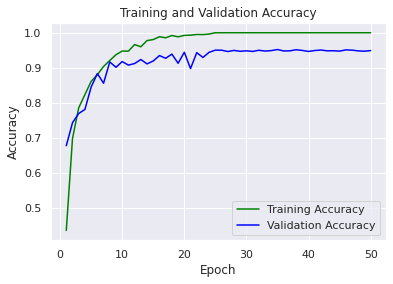 Training and Validation Accuracy
1.0
0.9
0.8
0.7
0.6
0.5
Accuracy
Training Accuracy
Validation Accuracy
0 10 20 30 40 50
Epoch